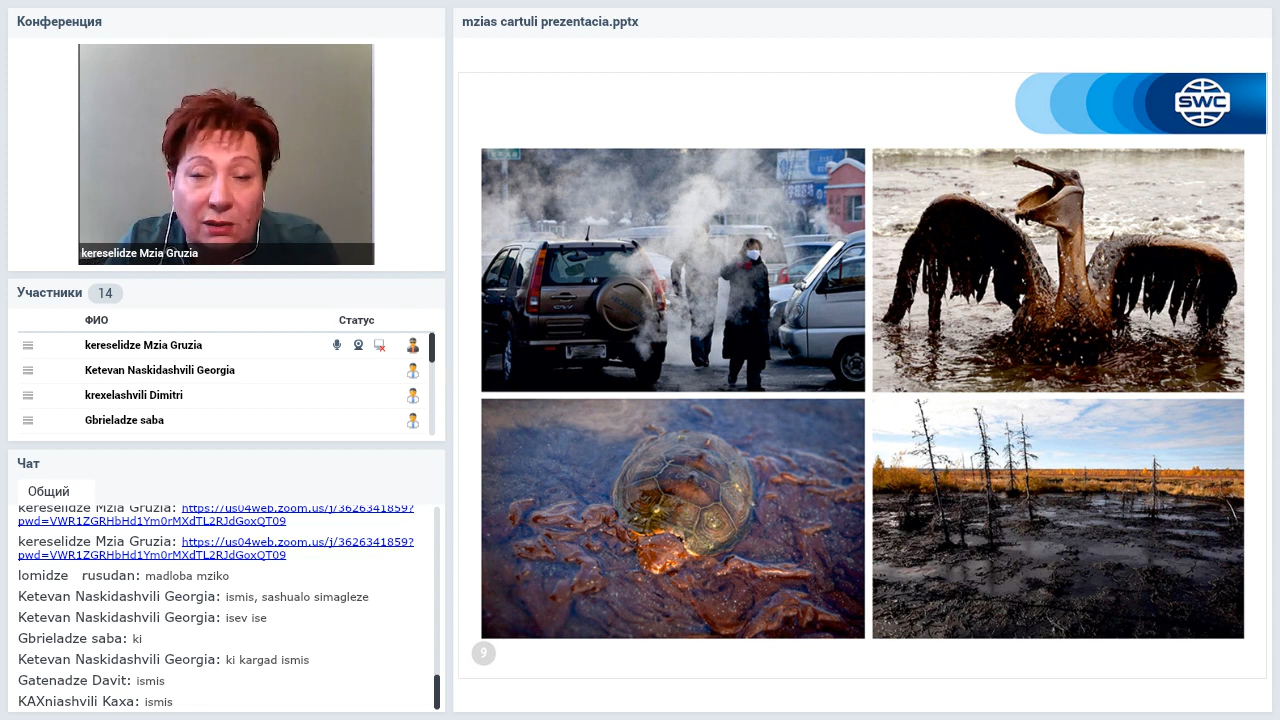 Конференция
kereselidze Mzia Gruzia
Участники 14
ФИО Статус
kereselidze Mzia Gruzia
Ketevan Naskidashvili Georgia
krexelashvili Dimitri
Gbrieladze saba
Чат
Общий
kereselidze Mzia Gruzia: https://us04web.zoom.us/j/3626341859?
pwd=VWR1ZGRHbHd1Ym0rMXdTL2RJdGoxQT09
kereselidze Mzia Gruzia: https://us04web.zoom.us/j/3626341859?
pwd=VWR1ZGRHbHd1Ym0rMXdTL2RJdGoxQT09
lomidze rusudan: madloba mziko
Ketevan Naskidashvili Georgia: ismis, sashualo simagleze
Ketevan Naskidashvili Georgia: isev ise
Gbrieladze saba: ki
Ketevan Naskidashvili Georgia: ki kargad ismis
Gatenadze Davit: ismis
KAXniashvili Kaxa: ismis
mzias cartuli prezentacia.pptx
SWC
9